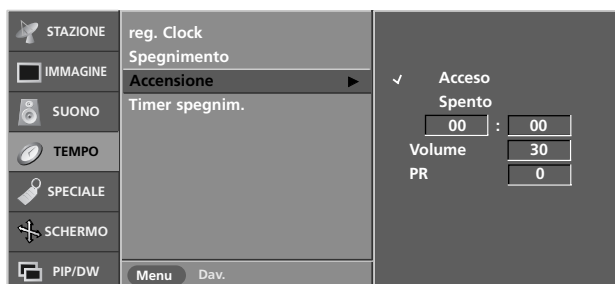 STAZIONE
IMMAGINE
SUONO
TEMPO
SPECIALE
SCHERMO
PIP/DW
reg. Clock
Spegnimento
Accensione
Timer spegnim.
Menu Dav.
Acceso
Spento
00 : 00
Volume 30
PR 0